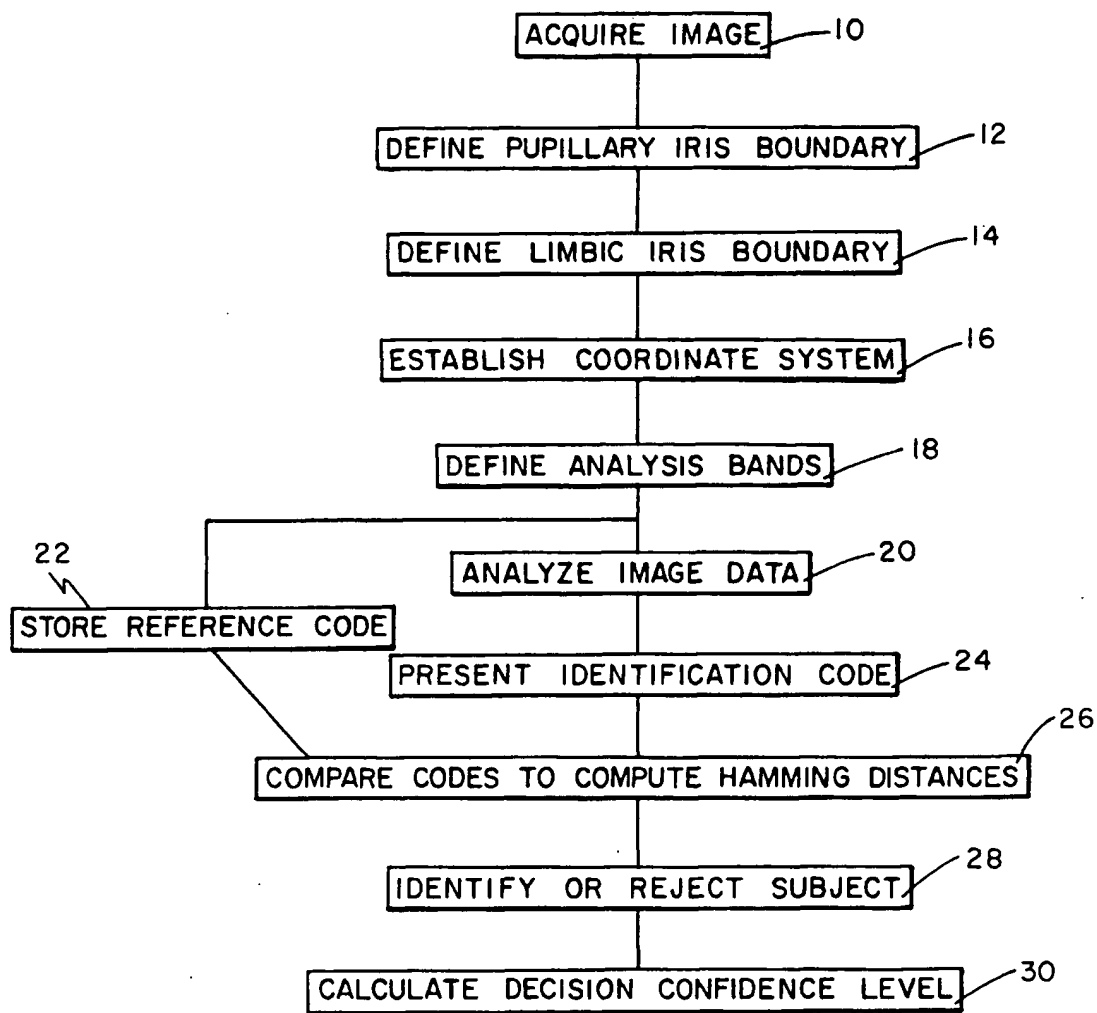 ACQUIRE IMAGE 10
DEFINE PUPILLARY IRIS BOUNDARY 12
DEFINE LIMBIC IRIS BOUNDARY 14
ESTABLISH COORDINATE SYSTEM 16
DEFINE ANALYSIS BANDS 18
ANALYZE IMAGE DATA 20
22
STORE REFERENCE CODE
PRESENT IDENTIFICATION CODE 24
COMPARE CODES TO COMPUTE HAMMING DISTANCES 26
IDENTIFY OR REJECT SUBJECT 28
CALCULATE DECISION CONFIDENCE LEVEL 30